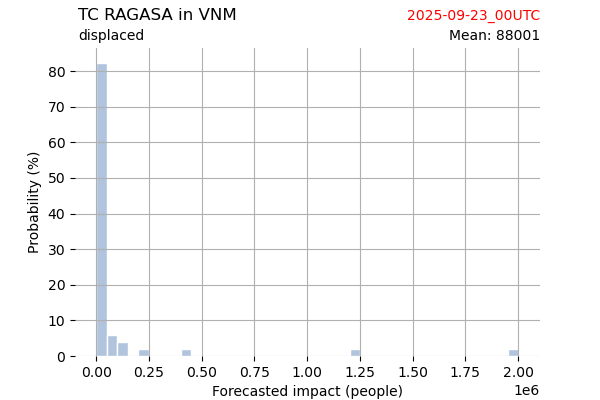 TC RAGASA in VNM
2025-09-23_00UTC
displaced
Mean: 88001
Probability (%)
80
70
60
50
40
30
20
10
0
0.00 0.25 0.50 0.75 1.00 1.25 1.50 1.75 2.00
1e6
Forecasted impact (people)